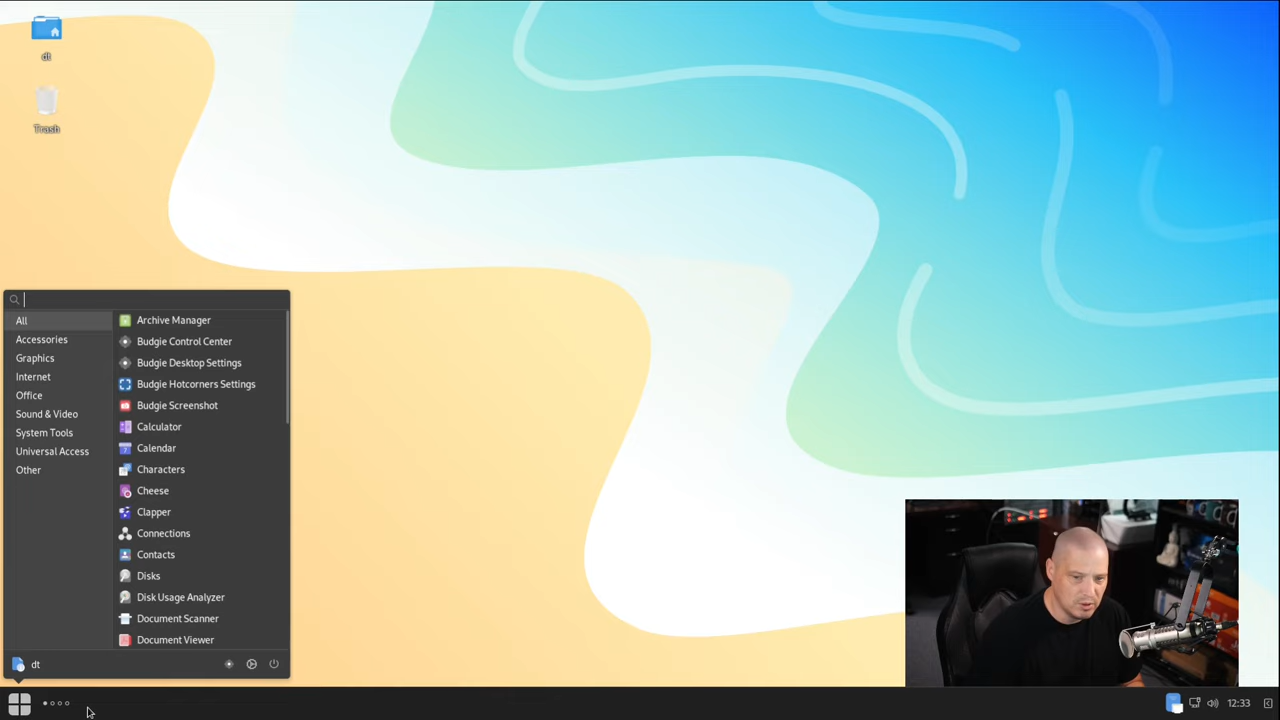 dt
Trash
All
Accessories
Graphics
Internet
Office
Sound & Video
System Tools
Universal Access
Other
Archive Manager
Budgie Control Center
Budgie Desktop Settings
Budgie Hotcorners Settings
Budgie Screenshot
Calculator
Calendar
Characters
Cheese
Clapper
Connections
Contacts
Disks
Disk Usage Analyzer
Document Scanner
Document Viewer
dt
12:33